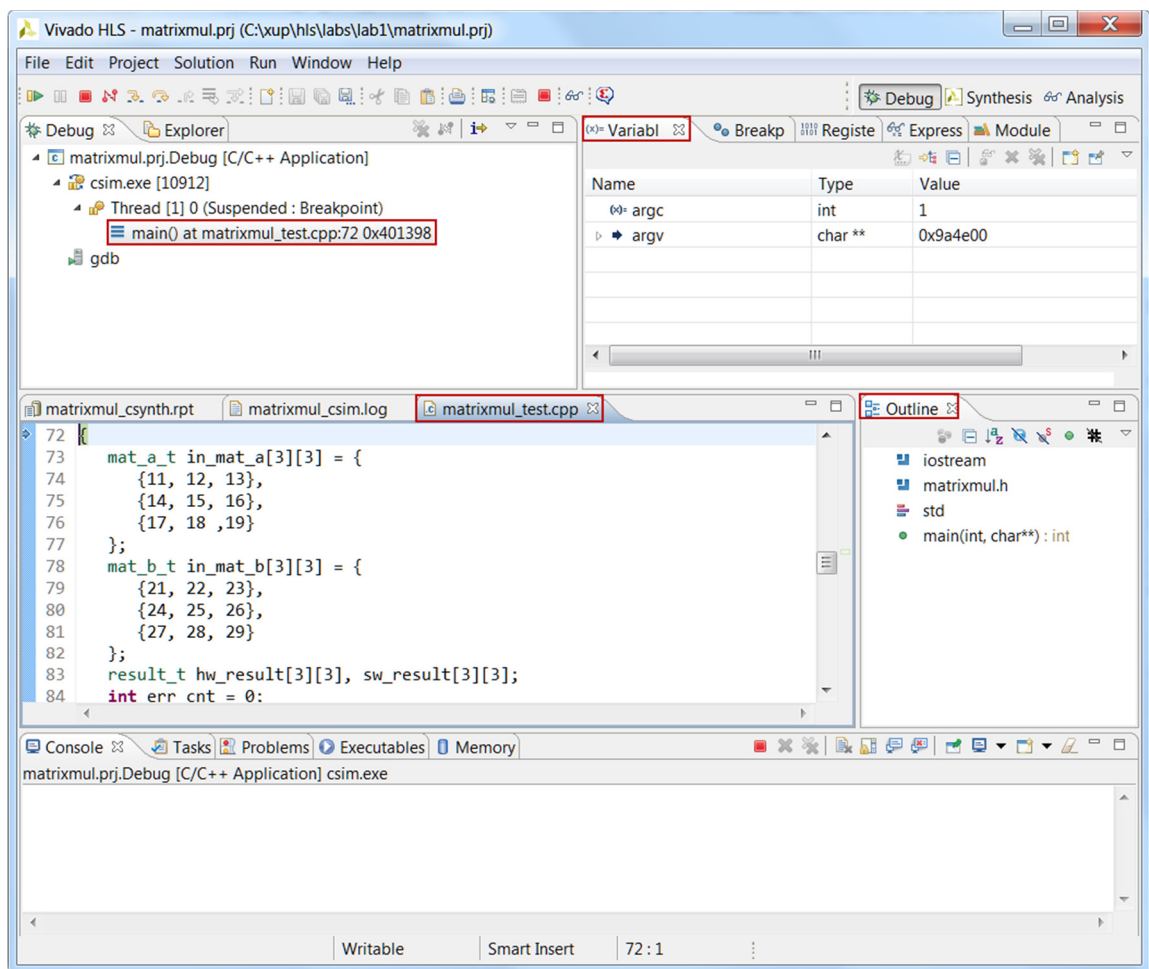 Vivado HLS - matrixmul.prj (C:\xup\hls\labs\lab1\matrixmul.prj)
File Edit Project Solution Run Window Help
Debug Synthesis Analysis
Debug Explorer
matrixmul.prj.Debug [C/C++ Application]
csim.exe [10912]
Thread [1] 0 (Suspended : Breakpoint)
main() at matrixmul_test.cpp:72 0x401398
gdb
(x)= Variabl Breakp 1010 0101 Registe Express Module
Name Type Value
(x)= argc int 1
argv char ** 0x9a4e00
matrixmul_csynth.rpt matrixmul_csim.log matrixmul_test.cpp
72 {
73 mat_a_t in_mat_a[3][3] = {
74 {11, 12, 13},
75 {14, 15, 16},
76 {17, 18 ,19}
77 };
78 mat_b_t in_mat_b[3][3] = {
79 {21, 22, 23},
80 {24, 25, 26},
81 {27, 28, 29}
82 };
83 result_t hw_result[3][3], sw_result[3][3];
84 int err_cnt = 0;
Outline
iostream
matrixmul.h
std
main(int, char**) : int
Console Tasks Problems Executables Memory
matrixmul.prj.Debug [C/C++ Application] csim.exe
Writable Smart Insert 72 : 1